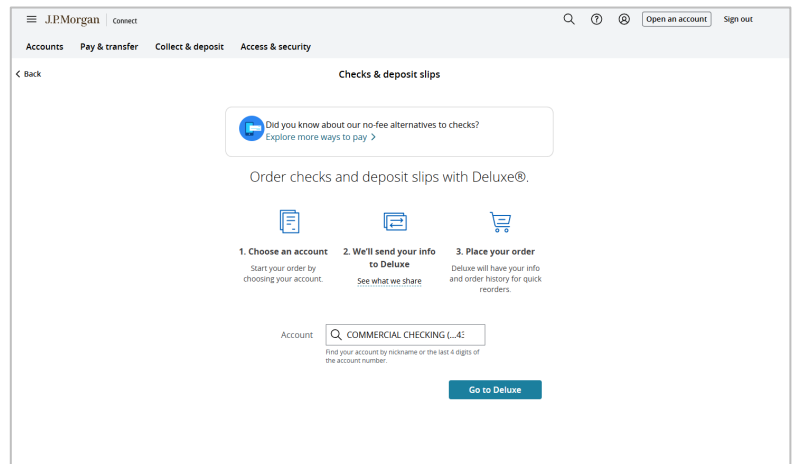 J.P.Morgan | Connect
Open an account
Sign out
Accounts Pay & transfer Collect & deposit Access & security
Back
Checks & deposit slips
Did you know about our no-fee alternatives to checks?
Explore more ways to pay >
Order checks and deposit slips with Deluxe®.
1. Choose an account
Start your order by
choosing your account.
2. We'll send your info
to Deluxe
See what we share
3. Place your order
Deluxe will have your info
and order history for quick
reorders.
Account
COMMERCIAL CHECKING (...43
Find your account by nickname or the last 4 digits of
the account number.
Go to Deluxe